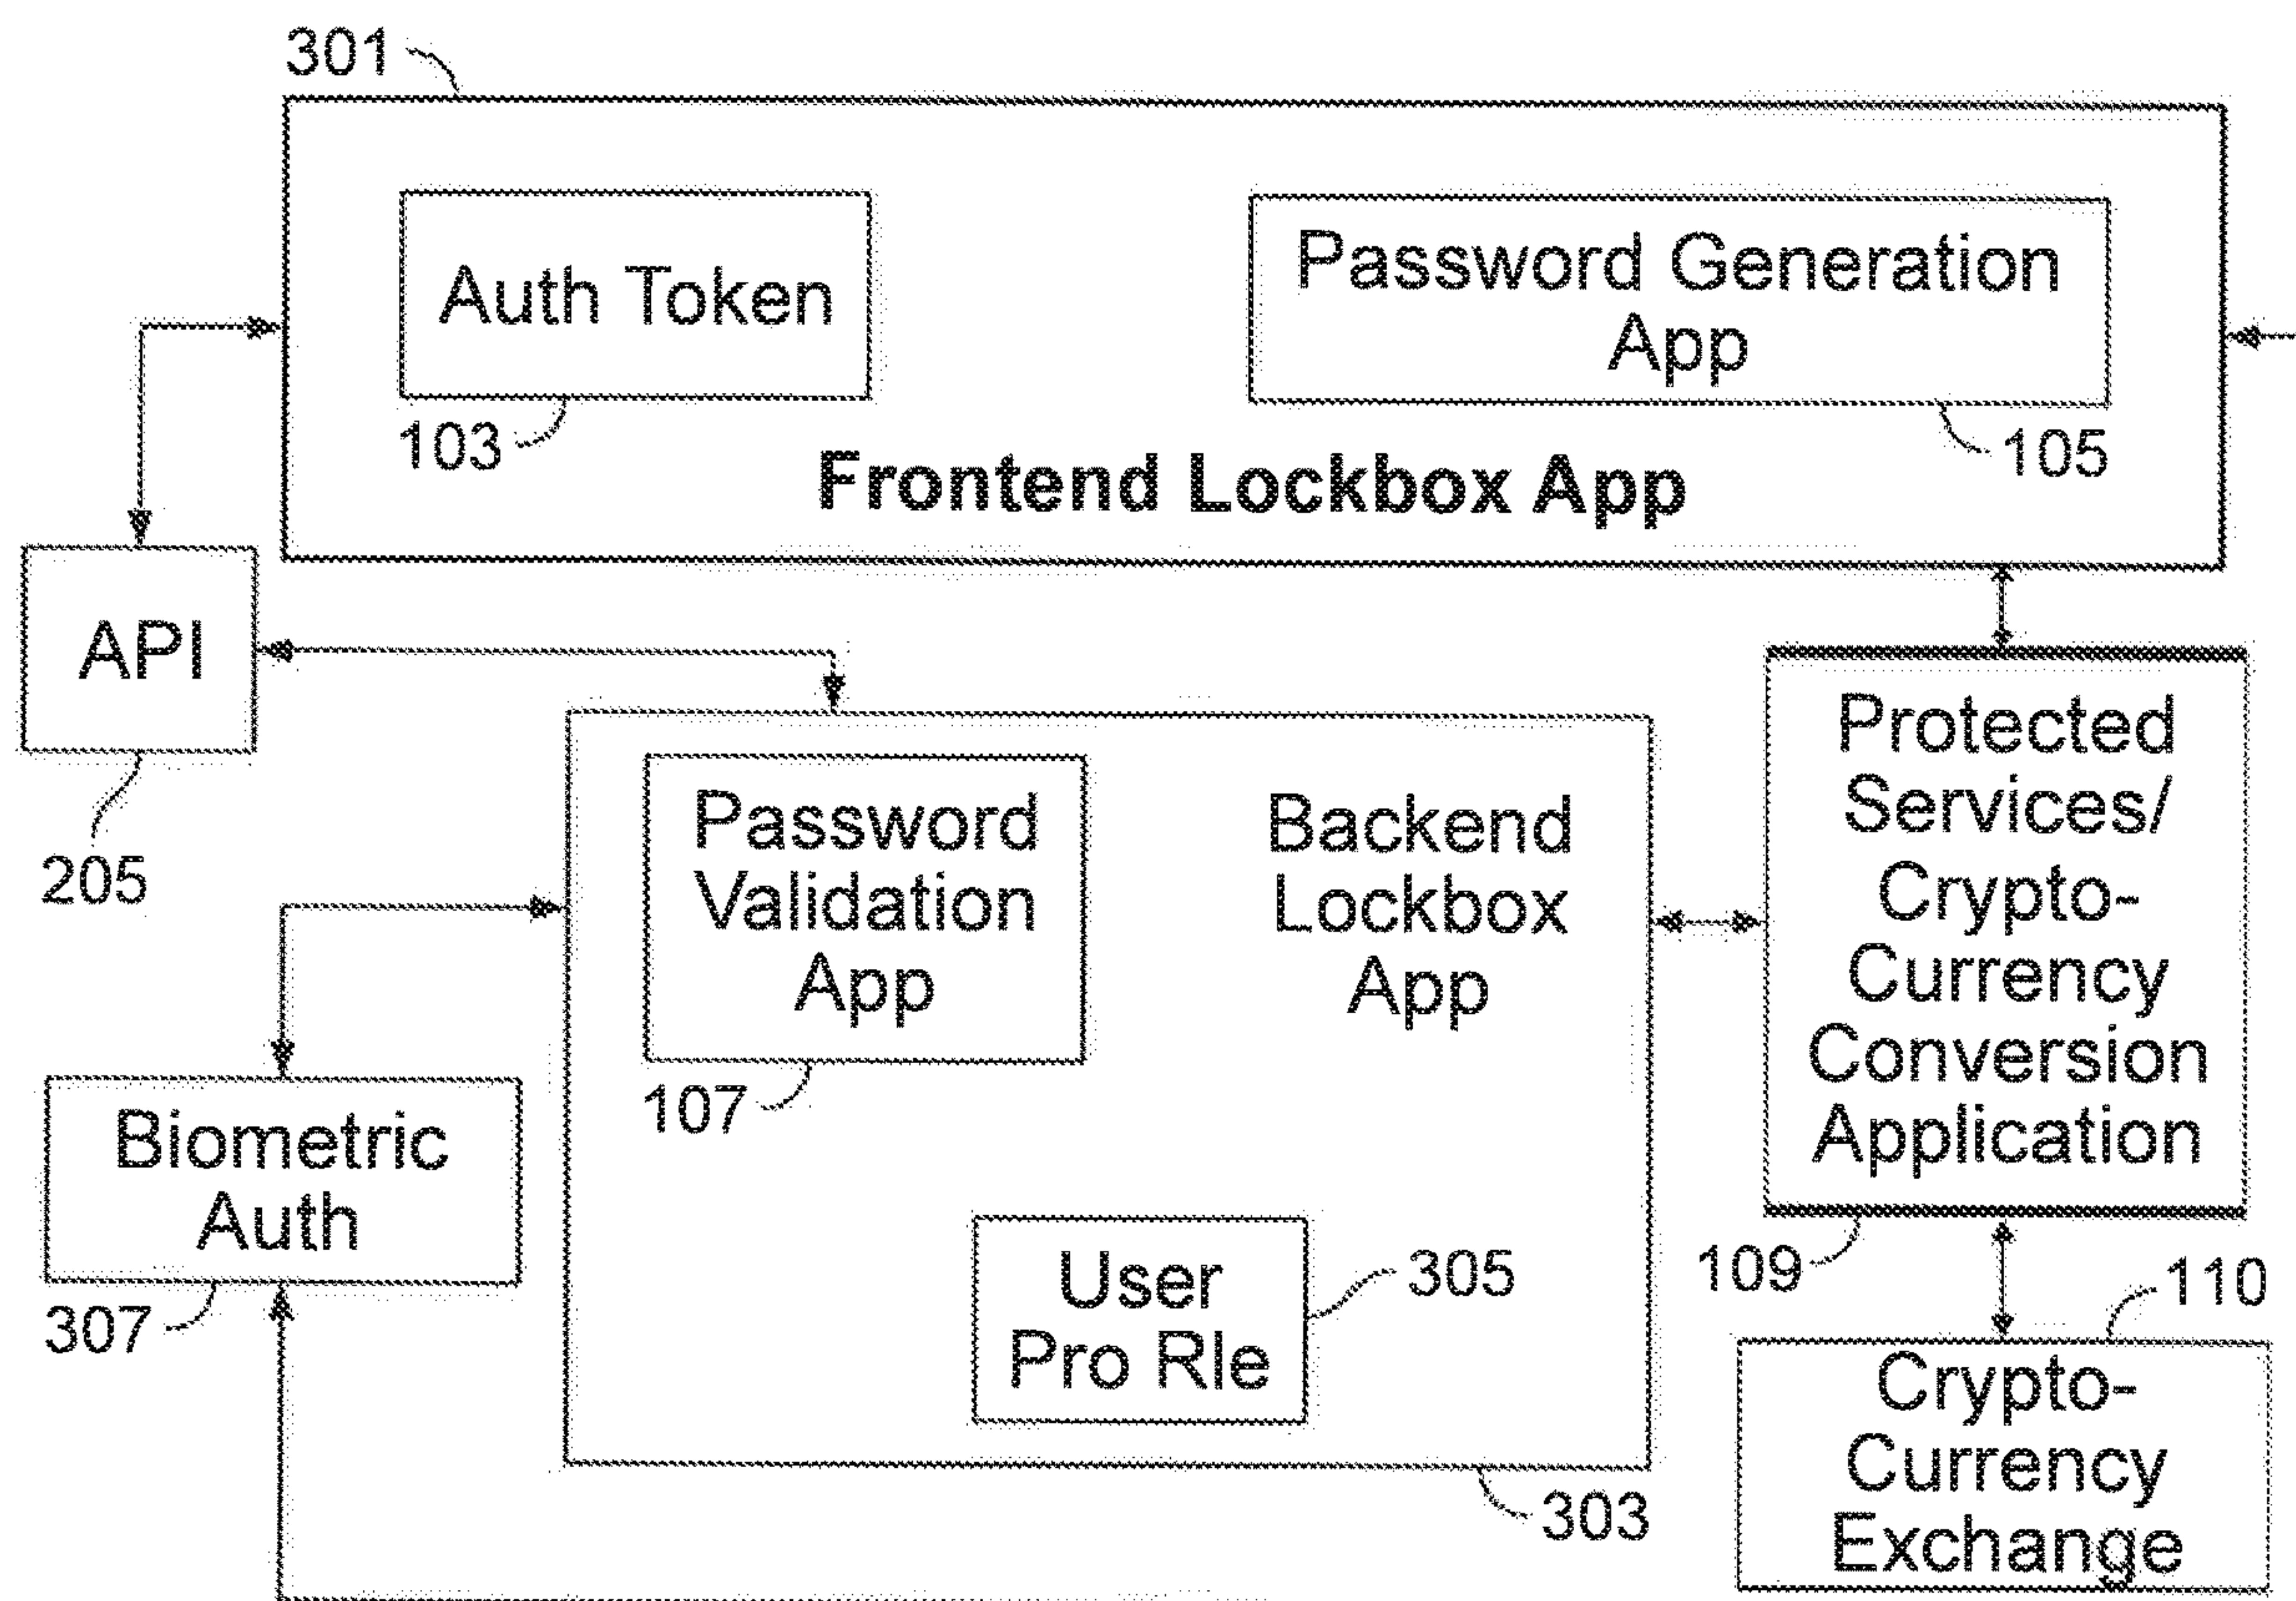 301
Auth Token
103
Password Generation
App
105
Frontend Lockbox App
API
205
Password
Validation
App
107
Backend
Lockbox
App
Protected
Services/
Crypto-
Currency
Conversion
Application
109
Biometric
Auth
307
User
Pro Rle
305
303
110
Crypto-
Currency
Exchange